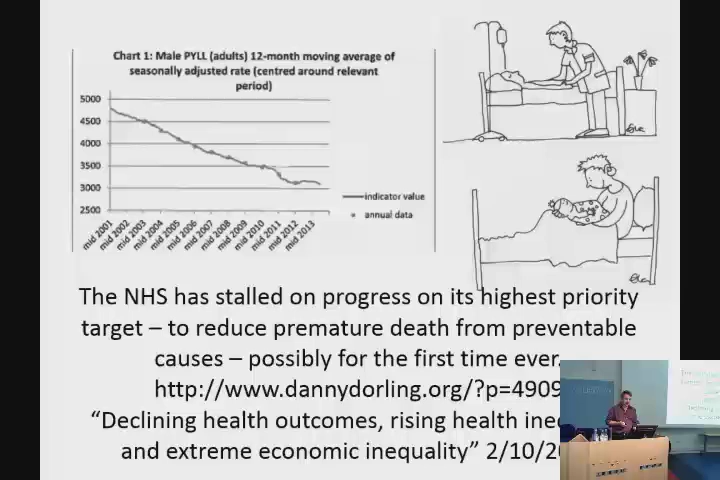 Chart 1: Male PYLL (adults) 12-month moving average of
seasonally adjusted rate (centred around relevant
period)
5000
4500
4000
3500
3000
2500
mid 2001
mid 2002
mid 2003
mid 2004
mid 2005
mid 2006
mid 2007
mid 2008
mid 2009
mid 2010
mid 2011
mid 2012
mid 2013
indicator value
annual data
The NHS has stalled on progress on its highest priority
target – to reduce premature death from preventable
causes – possibly for the first time ever.
http://www.dannydorling.org/?p=4909
“Declining health outcomes, rising health
and extreme economic inequality” 2/10/